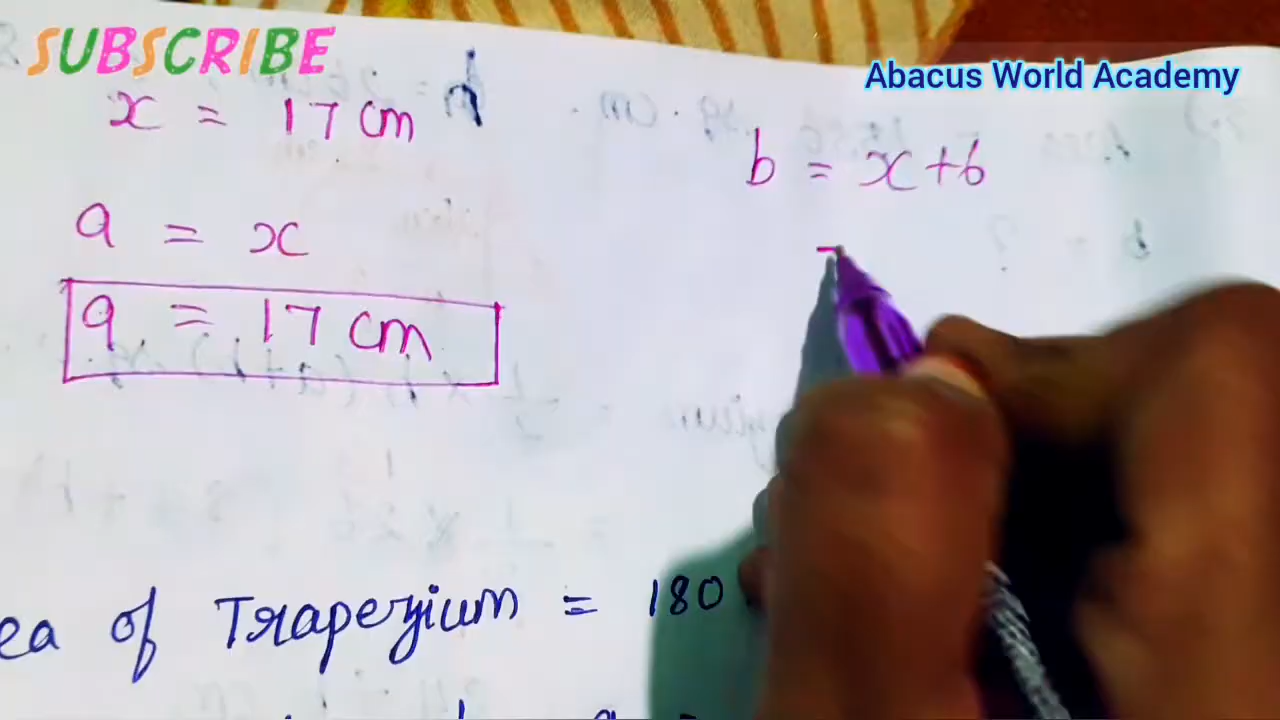 SUBSCRIBE
Abacus World Academy
x = 17 cm
b = x+6
a = x
a = 17 cm
ea of Trapezium = 180